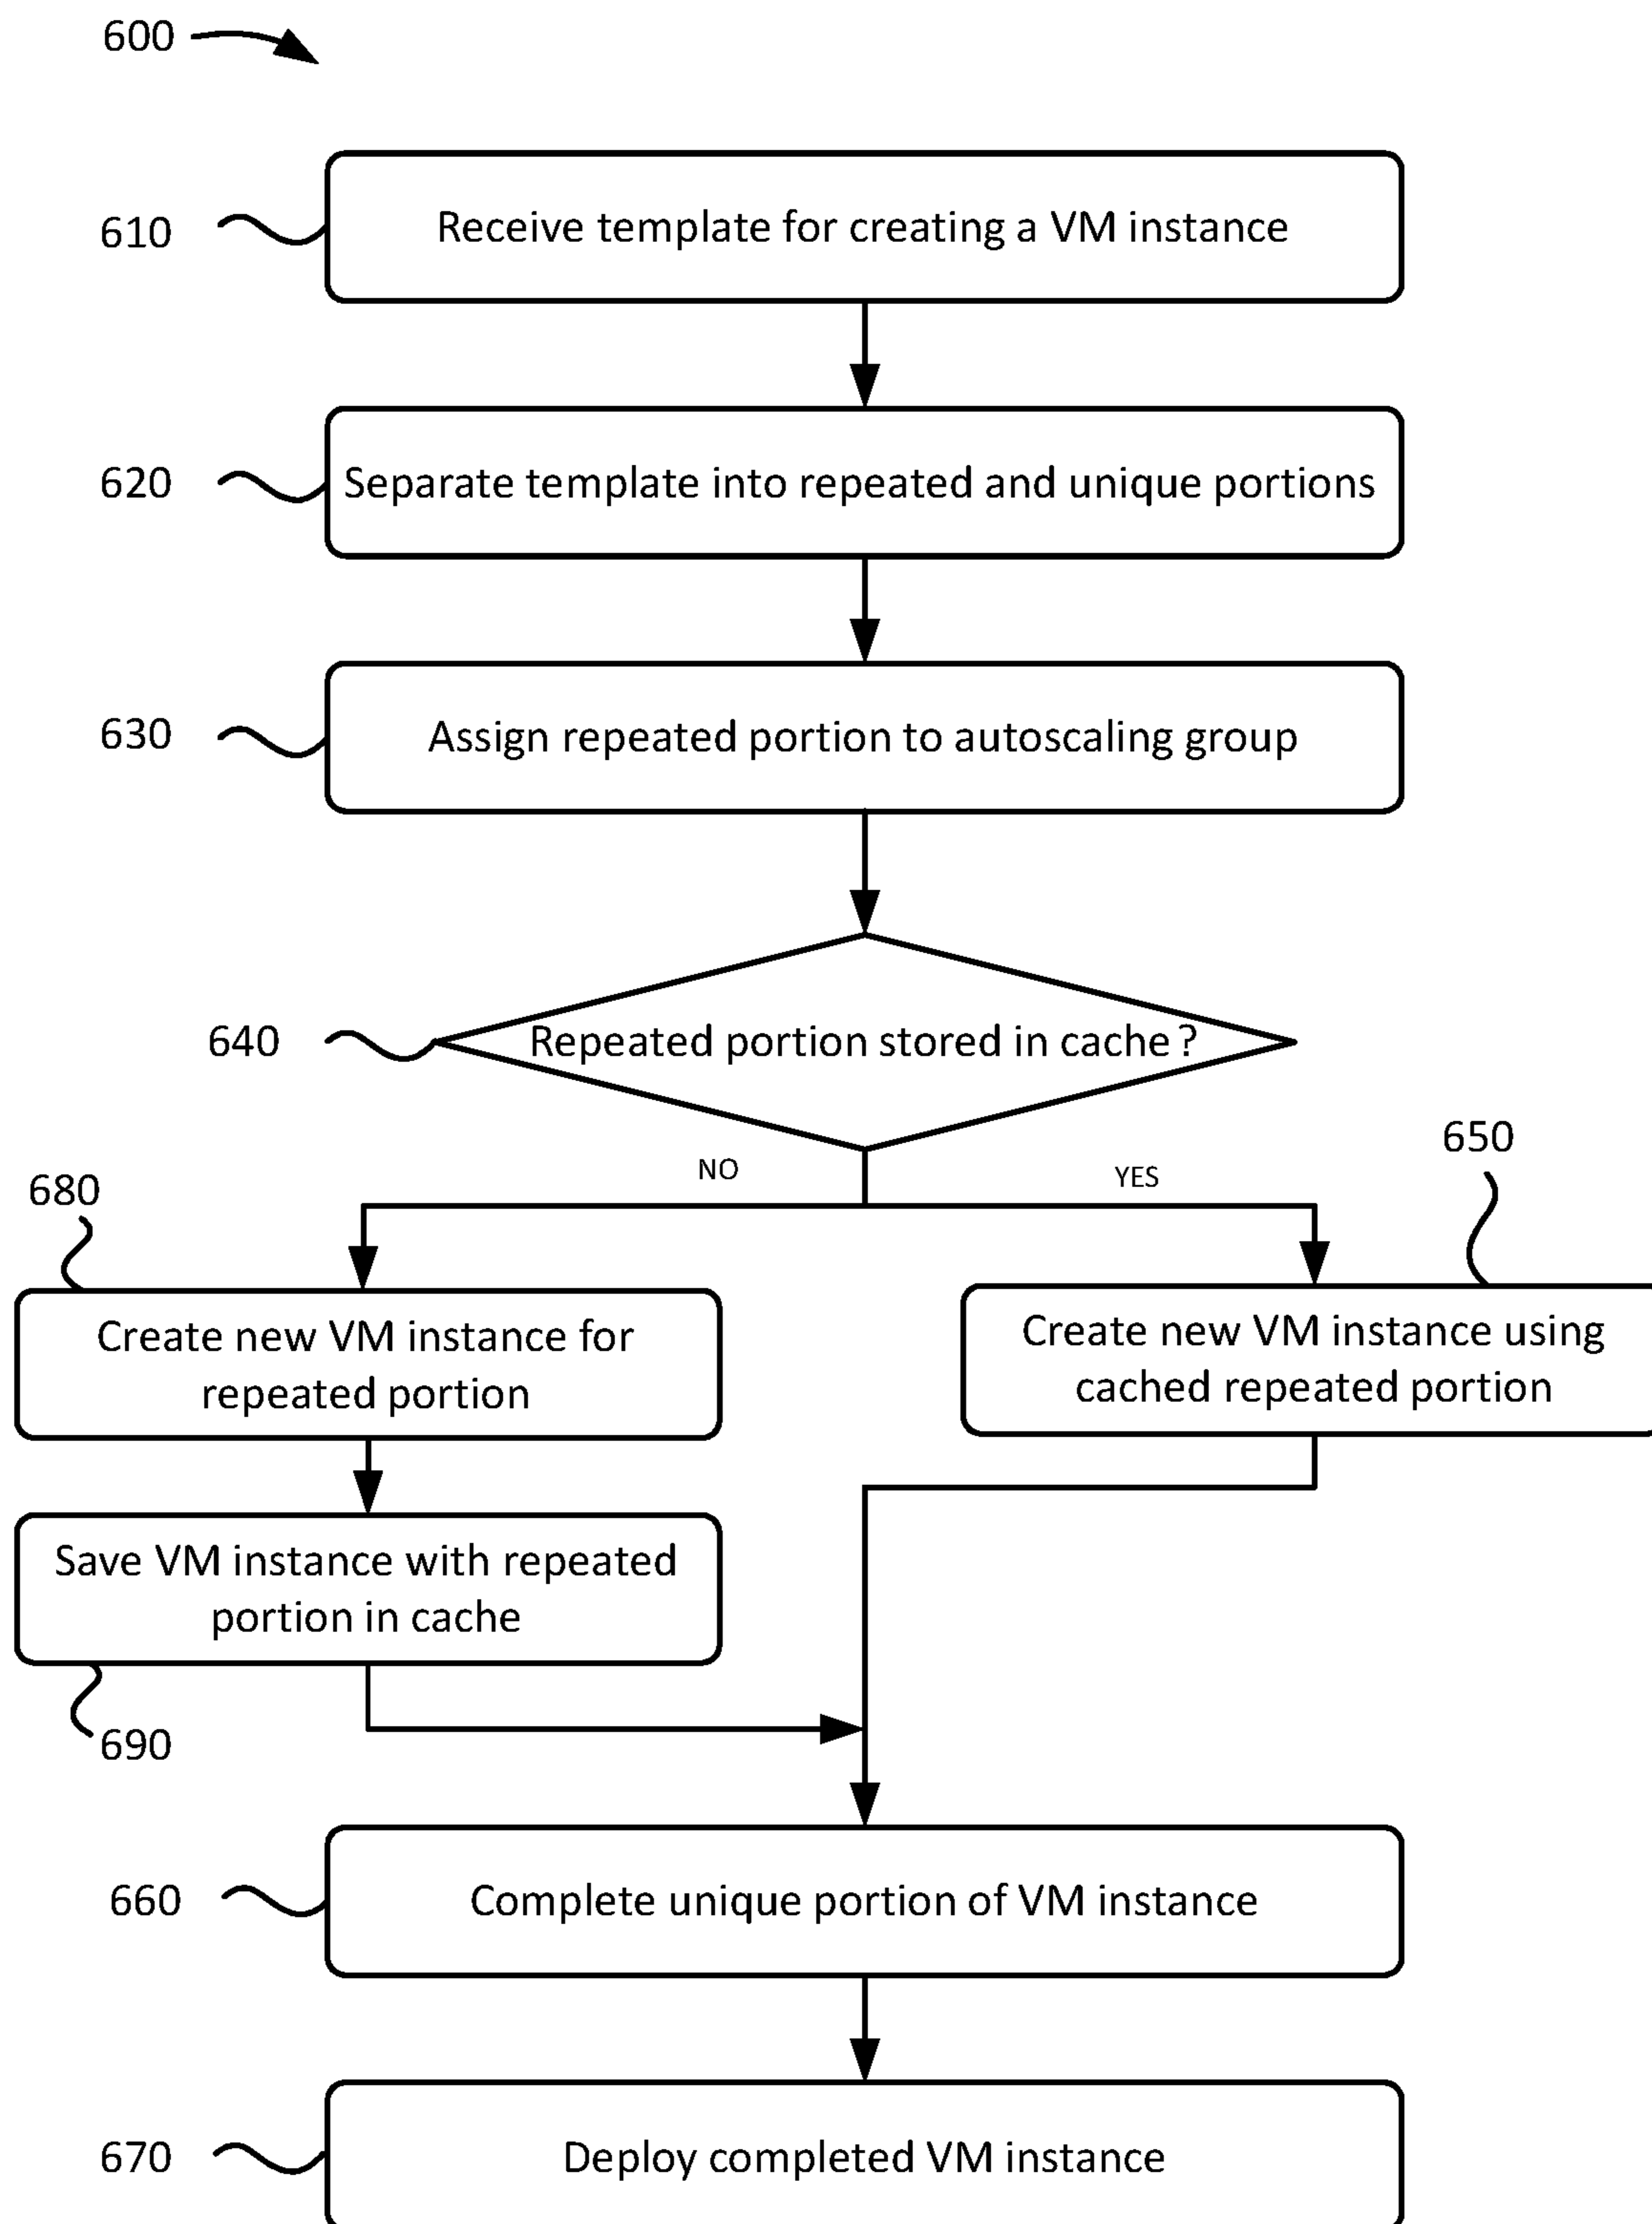 600
610
Receive template for creating a VM instance
620
Separate template into repeated and unique portions
630
Assign repeated portion to autoscaling group
640
Repeated portion stored in cache?
NO
YES
650
680
Create new VM instance for
repeated portion
Create new VM instance using
cached repeated portion
Save VM instance with repeated
portion in cache
690
660
Complete unique portion of VM instance
670
Deploy completed VM instance